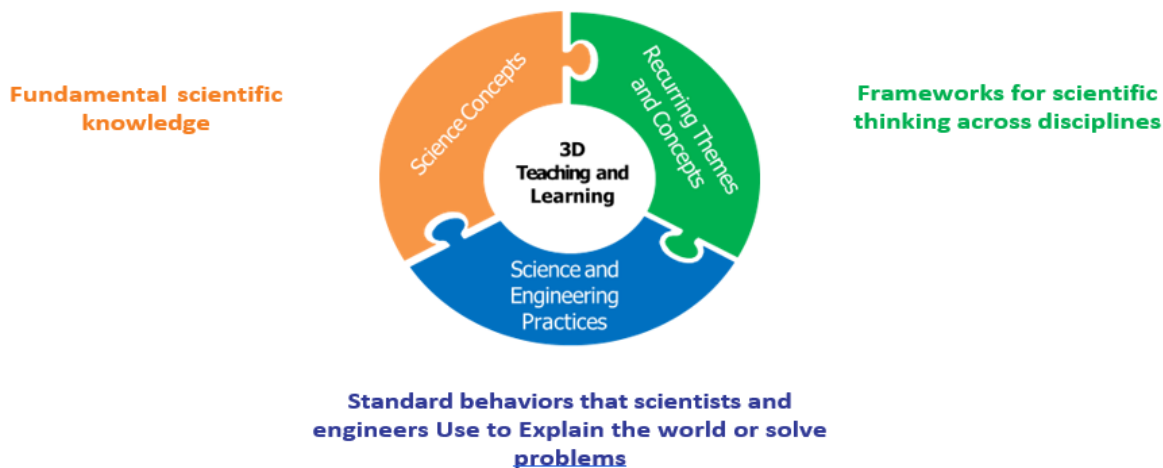 Fundamental scientific
knowledge
Science Concepts
Recurring Themes
and Concepts
Frameworks for scientific
thinking across disciplines
3D
Teaching and
Learning
Science and
Engineering
Practices
Standard behaviors that scientists and
engineers Use to Explain the world or solve
problems